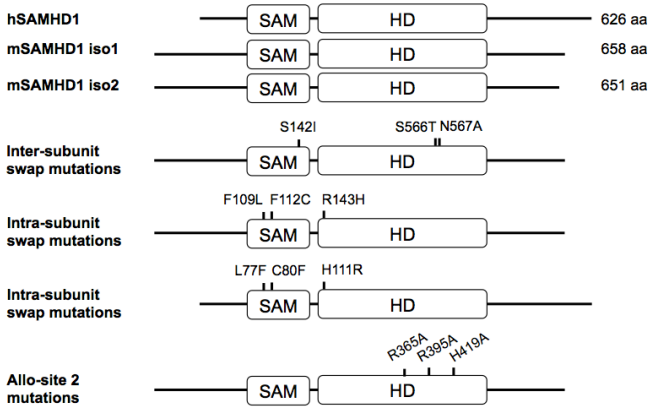 hSAMHD1 SAM HD 626 aa
mSAMHD1 iso1 SAM HD 658 aa
mSAMHD1 iso2 SAM HD 651 aa
S142I S566T N567A
Inter-subunit
swap mutations SAM HD
F109L F112C R143H
Intra-subunit
swap mutations SAM HD
L77F C80F H111R
Intra-subunit
swap mutations SAM HD
R365A R395A H419A
Allo-site 2
mutations SAM HD